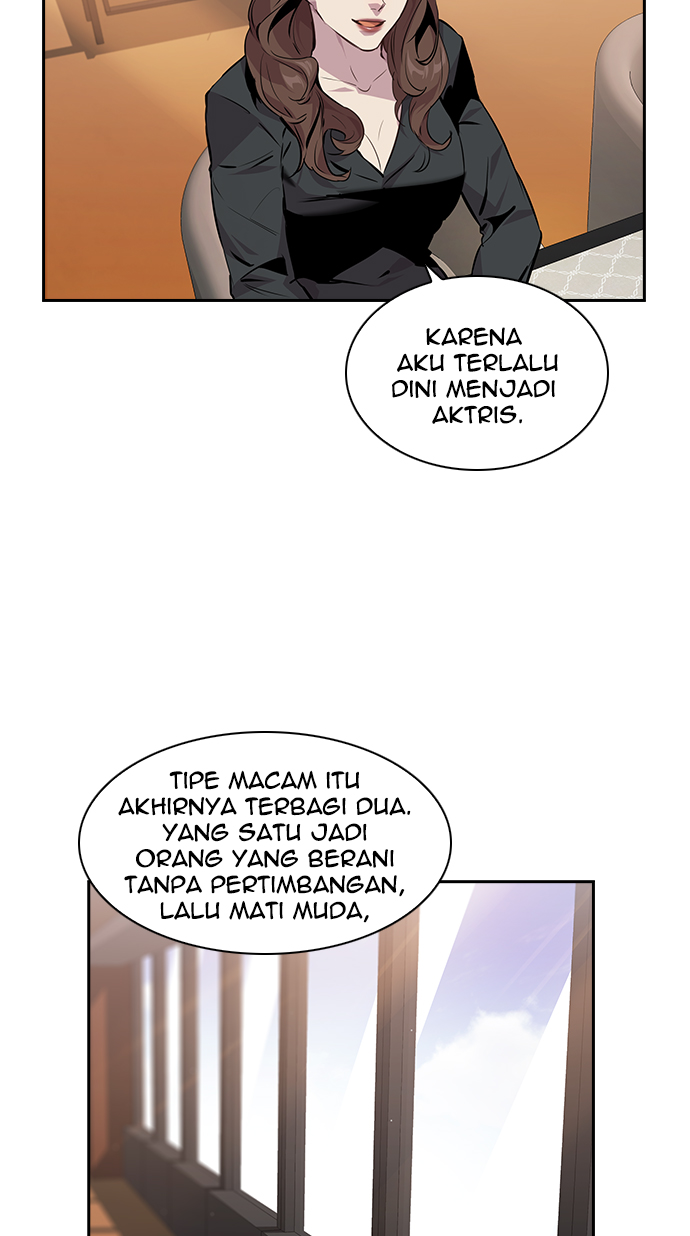 KARENA
AKU TERLALU
DINI MENJADI
AKTRIS.
TIPE MACAM ITU
AKHIRNYA TERBAGI DUA.
YANG SATU JADI
ORANG YANG BERANI
TANPA PERTIMBANGAN,
LALU MATI MUDA,